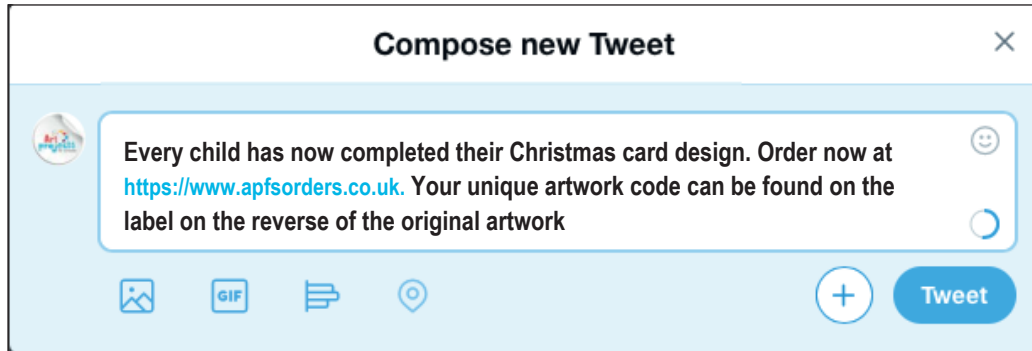 Compose new Tweet
Every child has now completed their Christmas card design. Order now at
https://www.apfsorders.co.uk. Your unique artwork code can be found on the
label on the reverse of the original artwork
GIF
Tweet